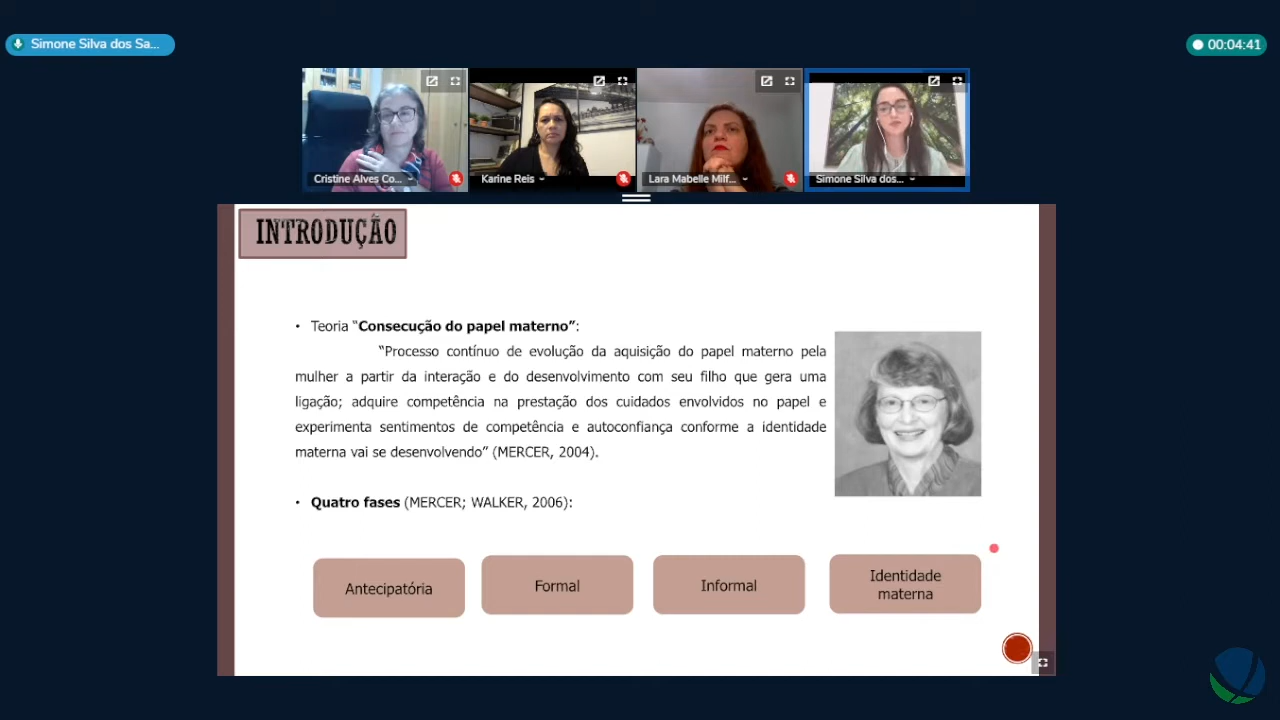 Simone Silva dos Sa...
00:04:41
Cristine Alves Co...
Karine Reis
Lara Mabelle Milf...
Simone Silva dos...
INTRODUÇÃO
• Teoria “Consecução do papel materno”:
“Processo contínuo de evolução da aquisição do papel materno pela
mulher a partir da interação e do desenvolvimento com seu filho que gera uma
ligação; adquire competência na prestação dos cuidados envolvidos no papel e
experimenta sentimentos de competência e autoconfiança conforme a identidade
materna vai se desenvolvendo” (MERCER, 2004).
• Quatro fases (MERCER; WALKER, 2006):
Antecipatória
Formal
Informal
Identidade
materna